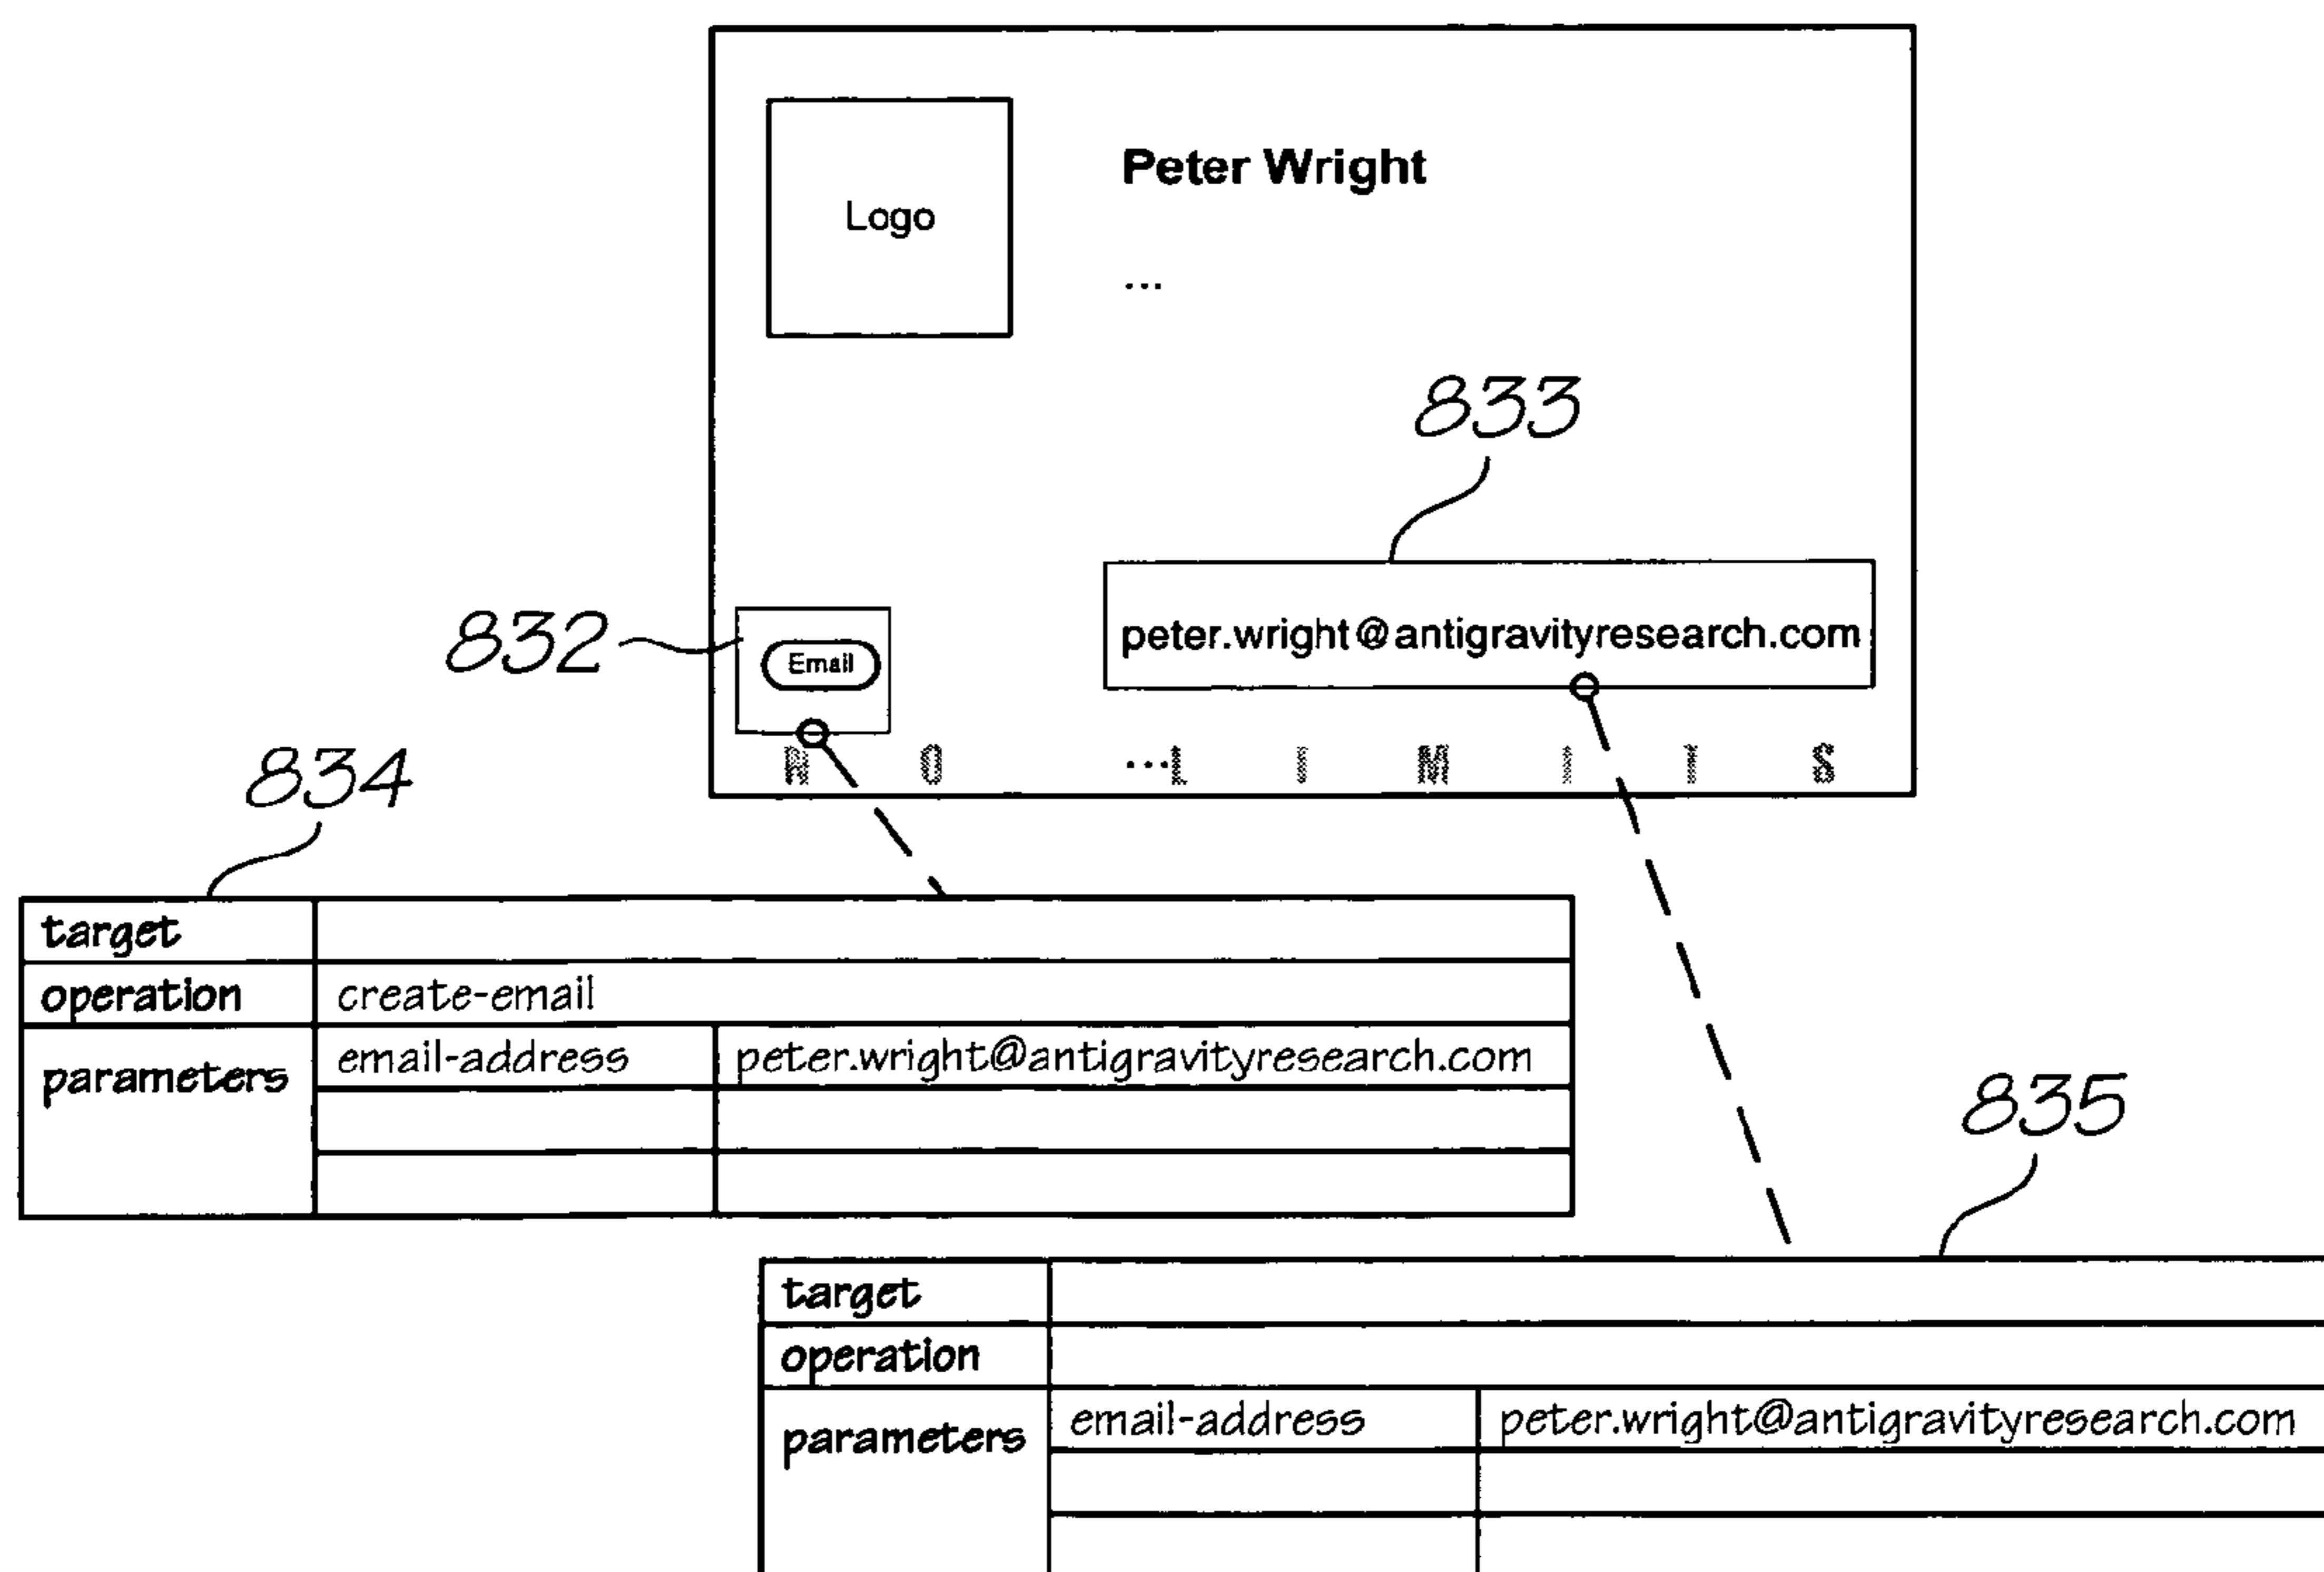 Peter Wright
Logo
...
833
peter.wright@antigravityresearch.com
832
Email
N O ...L I M I T S
834
target
operation create-email
parameters email-address peter.wright@antigravityresearch.com
835
target
operation
parameters email-address peter.wright@antigravityresearch.com